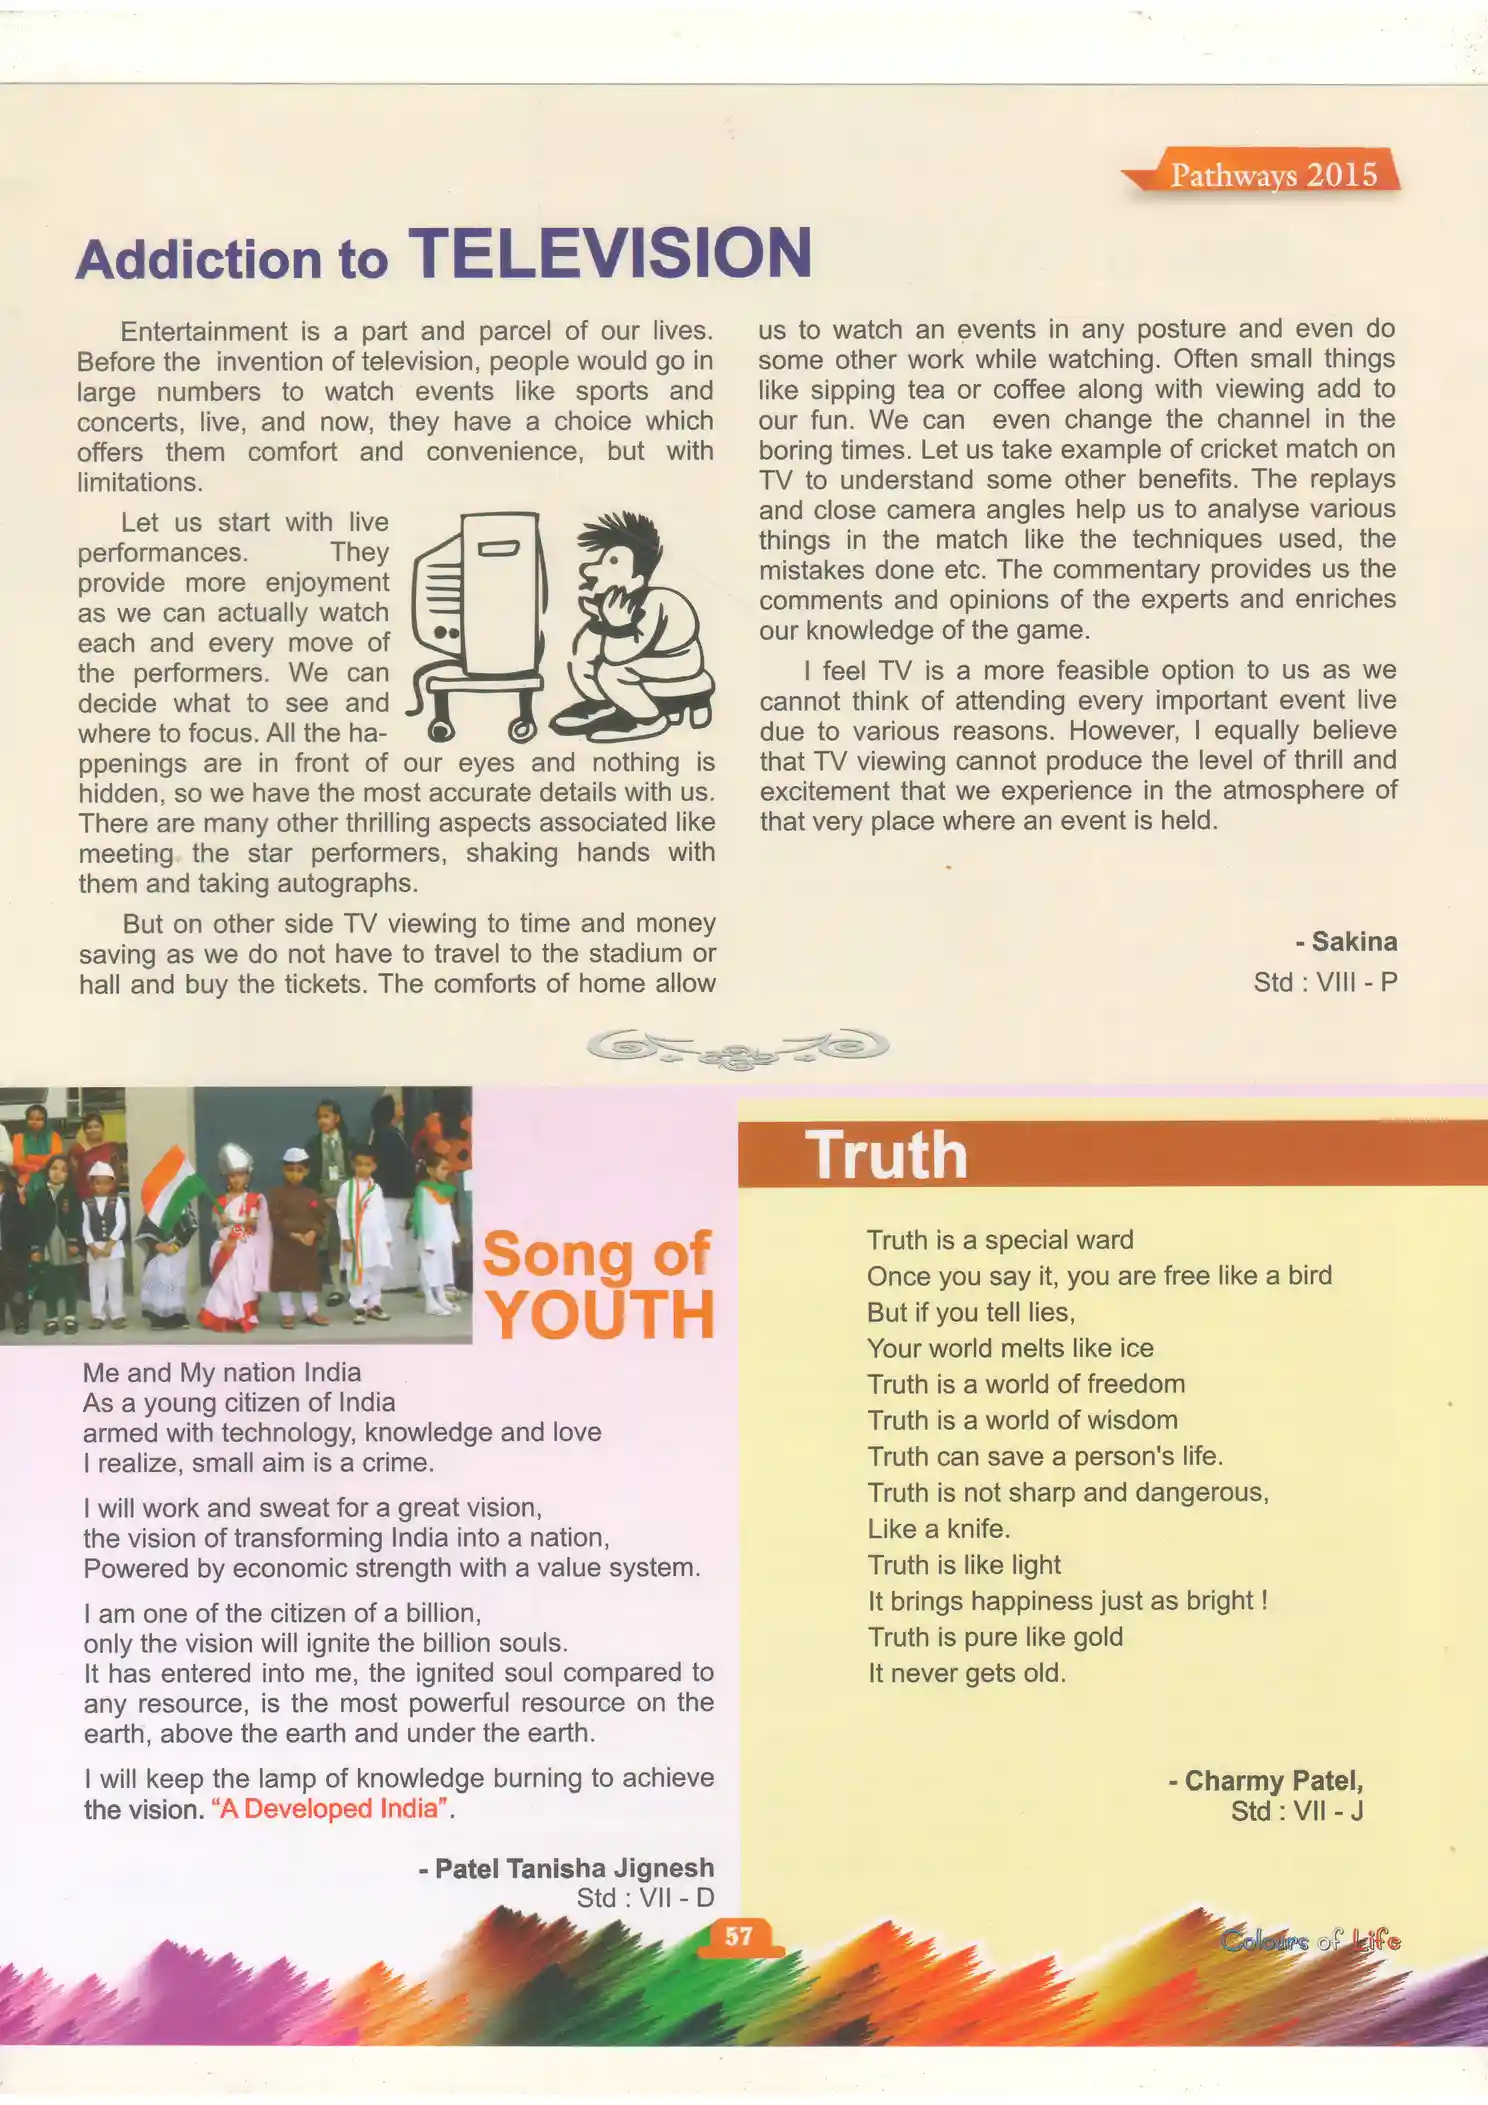 Pathways 2015
Addiction to TELEVISION
Entertainment is a part and parcel of our lives.
Before the invention of television, people would go in
large numbers to watch events like sports and
concerts, live, and now, they have a choice which
offers them comfort and convenience, but with
limitations.
Let us start with live
performances. They
provide more enjoyment
as we can actually watch
each and every move of
the performers. We can
decide what to see and
where to focus. All the ha-
ppenings are in front of our eyes and nothing is
hidden, so we have the most accurate details with us.
There are many other thrilling aspects associated like
meeting the star performers, shaking hands with
them and taking autographs.
But on other side TV viewing to time and money
saving as we do not have to travel to the stadium or
hall and buy the tickets. The comforts of home allow
us to watch an events in any posture and even do
some other work while watching. Often small things
like sipping tea or coffee along with viewing add to
our fun. We can even change the channel in the
boring times. Let us take example of cricket match on
TV to understand some other benefits. The replays
and close camera angles help us to analyse various
things in the match like the techniques used, the
mistakes done etc. The commentary provides us the
comments and opinions of the experts and enriches
our knowledge of the game.
I feel TV is a more feasible option to us as we
cannot think of attending every important event live
due to various reasons. However, I equally believe
that TV viewing cannot produce the level of thrill and
excitement that we experience in the atmosphere of
that very place where an event is held.
- Sakina
Std : VIII - P
Song of
YOUTH
Me and My nation India
As a young citizen of India
armed with technology, knowledge and love
I realize, small aim is a crime.
I will work and sweat for a great vision,
the vision of transforming India into a nation,
Powered by economic strength with a value system.
I am one of the citizen of a billion,
only the vision will ignite the billion souls.
It has entered into me, the ignited soul compared to
any resource, is the most powerful resource on the
earth, above the earth and under the earth.
I will keep the lamp of knowledge burning to achieve
the vision. “A Developed India”.
- Patel Tanisha Jignesh
Std : VII - D
Truth
Truth is a special ward
Once you say it, you are free like a bird
But if you tell lies,
Your world melts like ice
Truth is a world of freedom
Truth is a world of wisdom
Truth can save a person's life.
Truth is not sharp and dangerous,
Like a knife.
Truth is like light
It brings happiness just as bright !
Truth is pure like gold
It never gets old.
- Charmy Patel,
Std : VII - J
57
Colours of Life